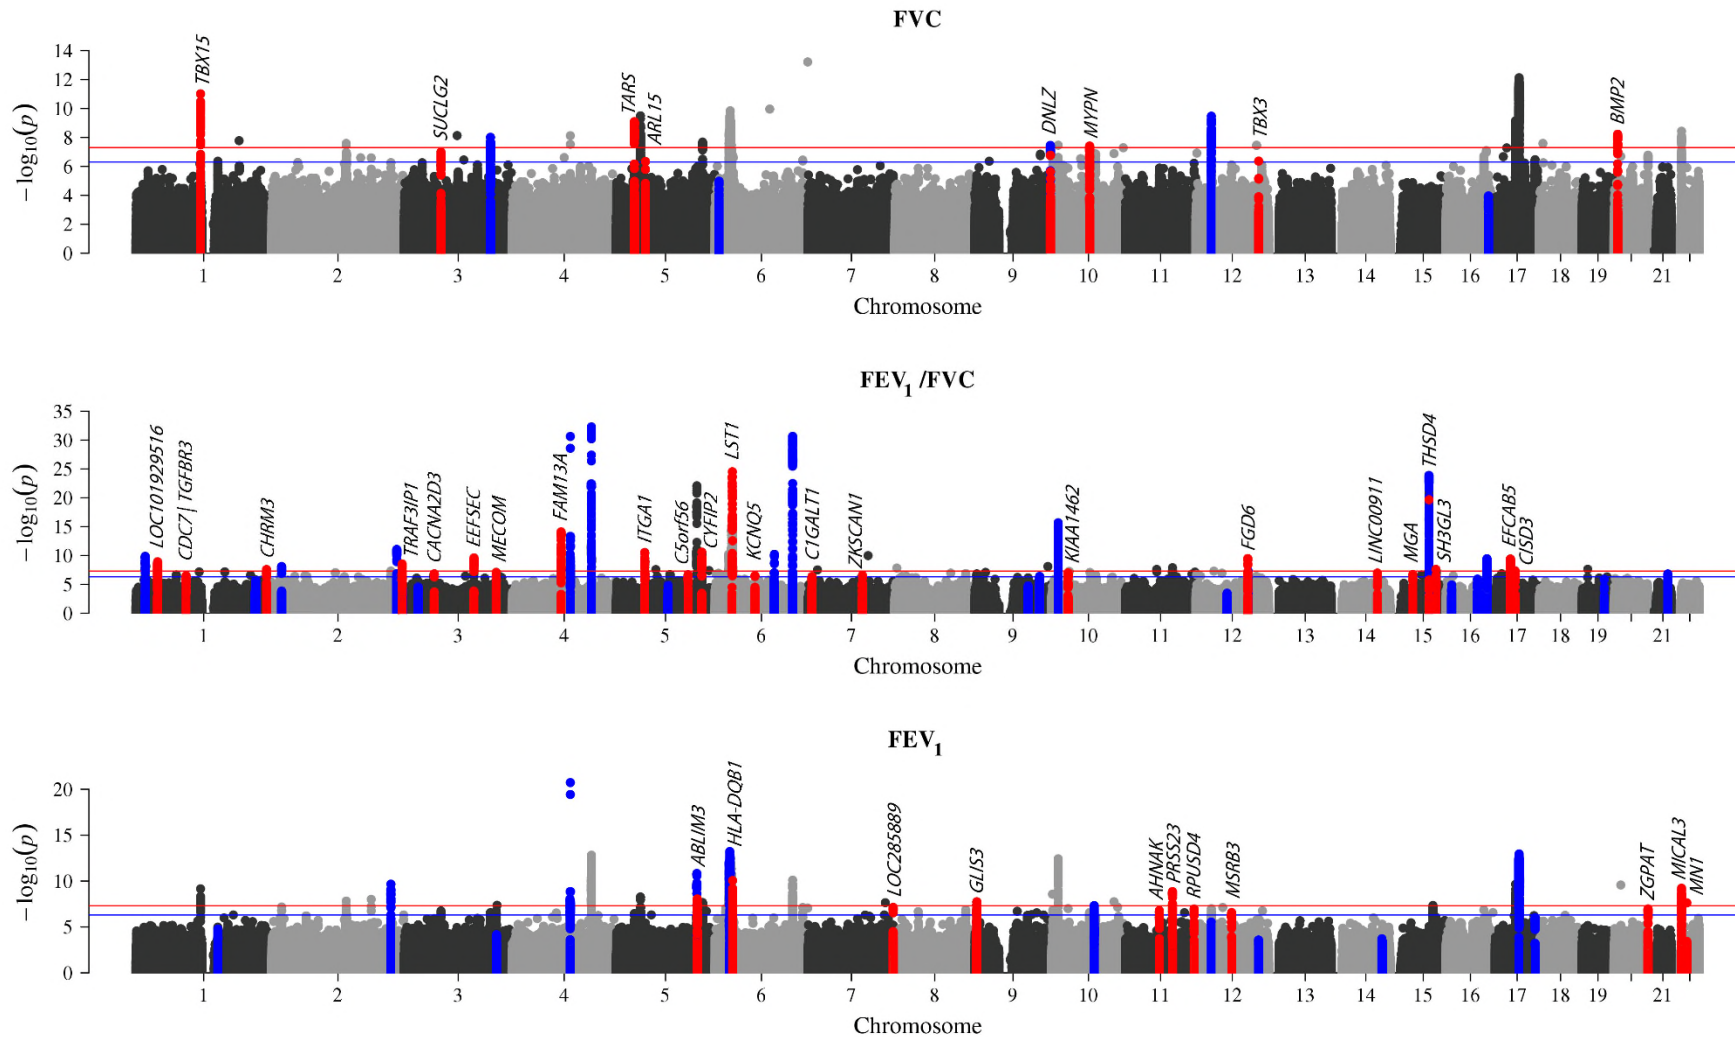 FVC
−log10(p)
14
12
10
8
6
4
2
0
TBX15
SUCLG2
TARS
ARL15
DNLZ
MYPN
TBX3
BMP2
1 2 3 4 5 6 7 8 9 10 11 12 13 14 15 16 17 18 19 21
Chromosome
FEV1 /FVC
−log10(p)
35
30
25
20
15
10
5
0
LOC101929516
CDC7| TGFBR3
CHRM3
TRAF3IP1
CACNA2D3
EEFSEC
MECOM
FAM13A
ITGA1
C5orf56
CYFIP2
LST1
KCNQ5
C1GALT1
ZKSCAN1
KIAA1462
FGD6
LINC00911
MGA
THSD4
SH3GL3
EFCAB5
CISD3
1 2 3 4 5 6 7 8 9 10 11 12 13 14 15 16 17 18 19 21
Chromosome
FEV1
−log10(p)
20
15
10
5
0
ABLIM3
HLA-DQB1
LOC285889
GLIS3
AHNAK
PRSS23
RPUSD4
MSRB3
ZGPAT
MICAL3
MN1
1 2 3 4 5 6 7 8 9 10 11 12 13 14 15 16 17 18 19 21
Chromosome